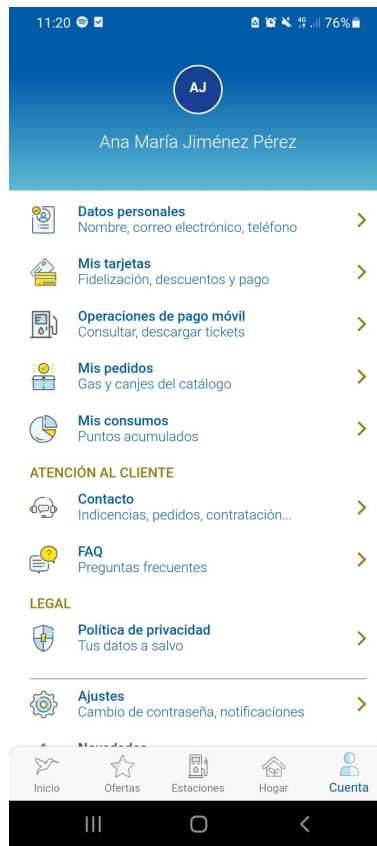 11:20
4G 76%
AJ
Ana María Jiménez Pérez
Datos personales
Nombre, correo electrónico, teléfono
Mis tarjetas
Fidelización, descuentos y pago
Operaciones de pago móvil
Consultar, descargar tickets
Mis pedidos
Gas y canjes del catálogo
Mis consumos
Puntos acumulados
ATENCIÓN AL CLIENTE
Contacto
Indicencias, pedidos, contratación...
FAQ
Preguntas frecuentes
LEGAL
Política de privacidad
Tus datos a salvo
Ajustes
Cambio de contraseña, notificaciones
Novedades
Inicio
Ofertas
Estaciones
Hogar
Cuenta